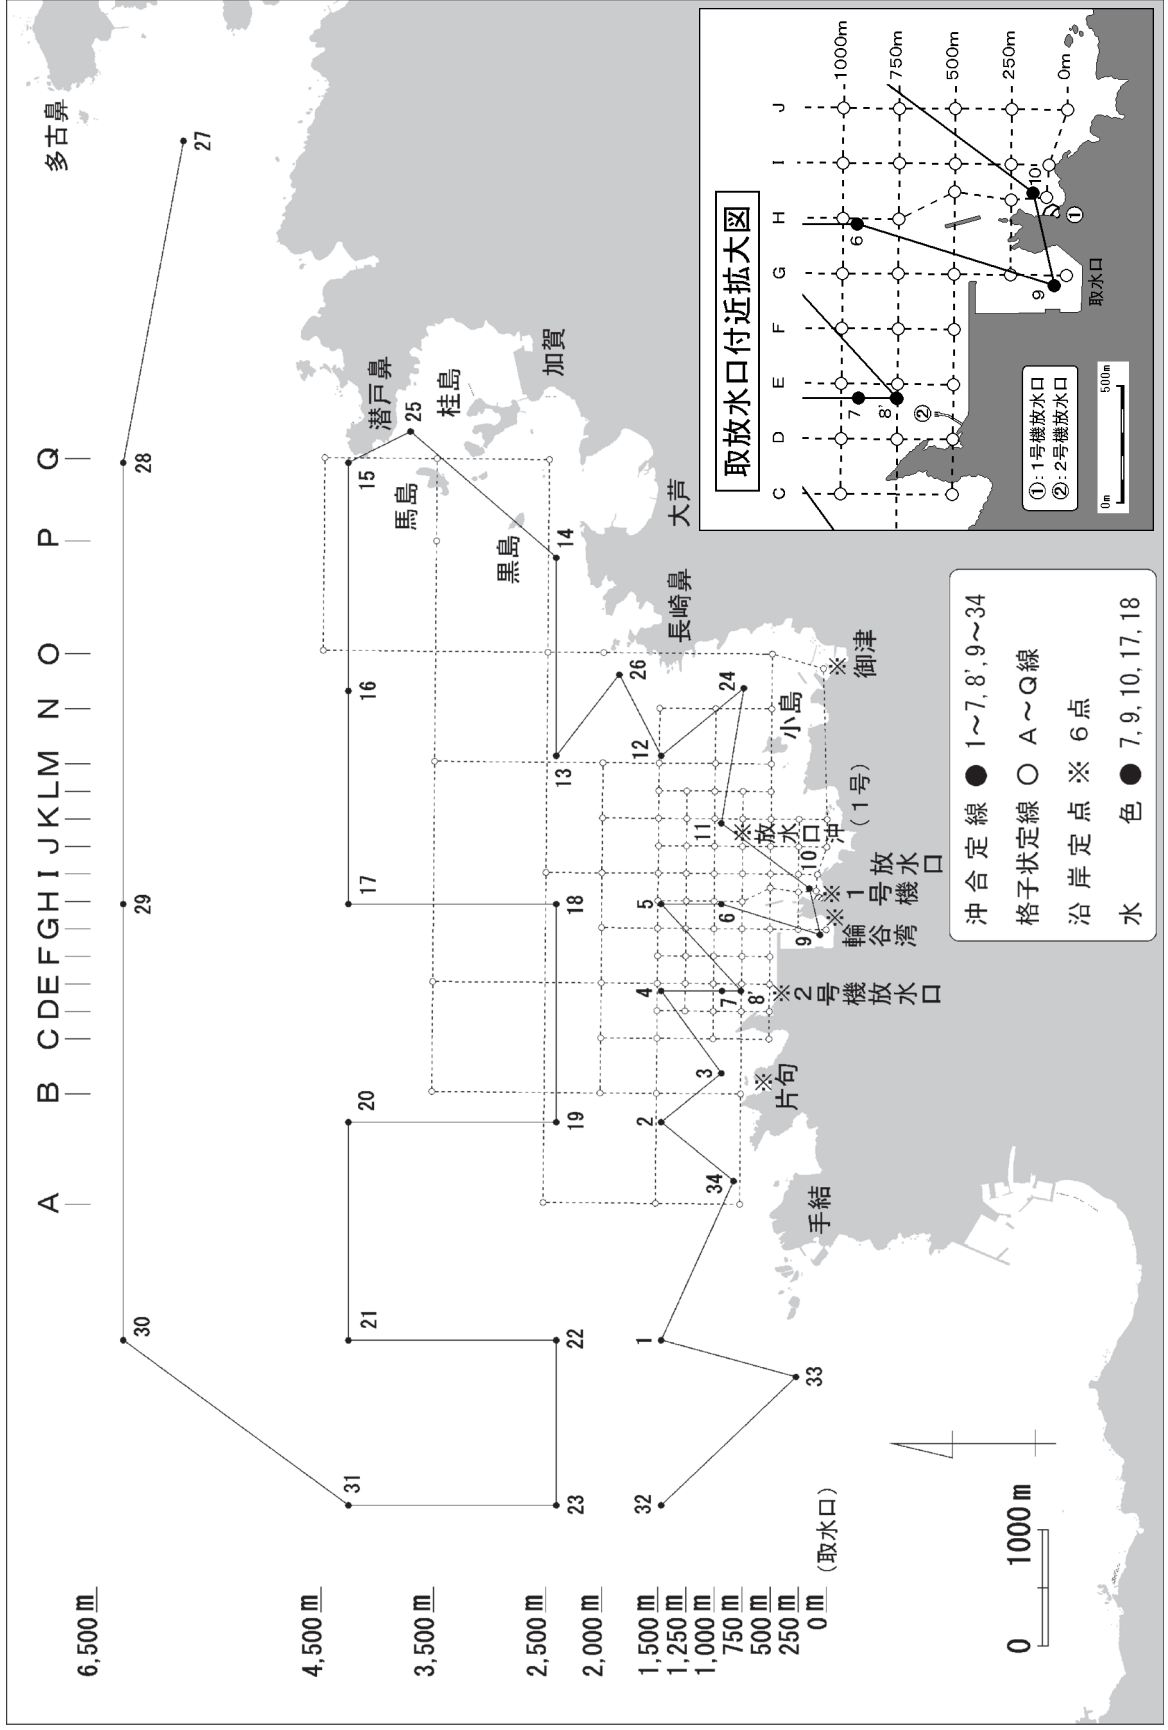 A B C D E F G H I J K L M N O P Q
6,500m
4,500m
3,500m
2,500m
2,000m
1,500m
1,250m
1,000m
750m
500m
250m
0m
(取水口)
多古鼻
27
28
29
30
31
潜戸鼻
桂島
加賀
25
15
16
17
20
21
馬島
黒島
大芦
14
13
18
19
22
23
長崎鼻
26
12
24
小島
御津
※
11
※放水口沖
(1号)
10
※
1号機
放水口
5
6
9
※
輪谷湾
4
7
8'
※2号機放水口
3
※
片句
2
34
手結
1
33
32
0 1000m
沖合定線 ● 1~7,8',9~34
格子状定線 ○ A~Q線
沿岸定点 ※ 6点
水色 ● 7,9,10,17,18
取放水口付近拡大図
C D E F G H I J
1000m
750m
500m
250m
0m
6
7
8'
9
10
①
②
取水口
①:1号機放水口
②:2号機放水口
0m 500m